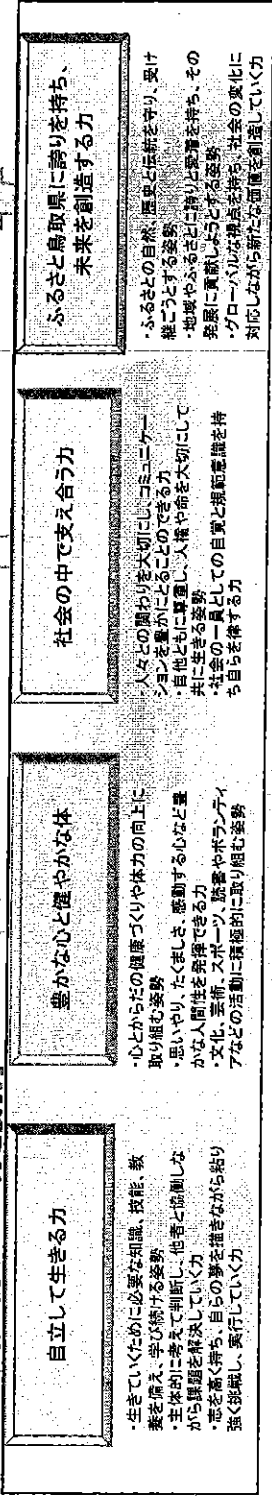 自立して生きる力
・生きていくために必要な知識、技能、教
養を備え、学び続ける姿勢
・主体的に考えて判断し、他者と協働しな
がら課題を解決していく力
・志を高く持ち、自らの夢を描きながら粘り
強く挑戦し、実行していく力
豊かな心と健やかな体
・心とからだの健康づくりや体力の向上に
取り組む姿勢
・思いやり、たくましさ、感動する心など豊
かな人間性を発揮できる力
・文化、芸術、スポーツ、読書やボランティ
アなどの活動に積極的に取り組む姿勢
社会の中で支え合う力
・人々との関わりを大切にし、コミュニケー
ションを豊かにとることのできる力
・自他ともに尊重し、人権や命を大切にして
共に生きる姿勢
・社会の一員としての自覚と規範意識を持
ち自らを律する力
ふるさと鳥取県に誇りを持ち、
未来を創造する力
・ふるさとの自然、歴史と伝統を守り、受け
継ごうとする姿勢
・地域やふるさとに誇りと愛着を持ち、その
発展に貢献しようとする姿勢
・グローバルな視点を持ち、社会の変化に
対応しながら新たな価値を創造していく力